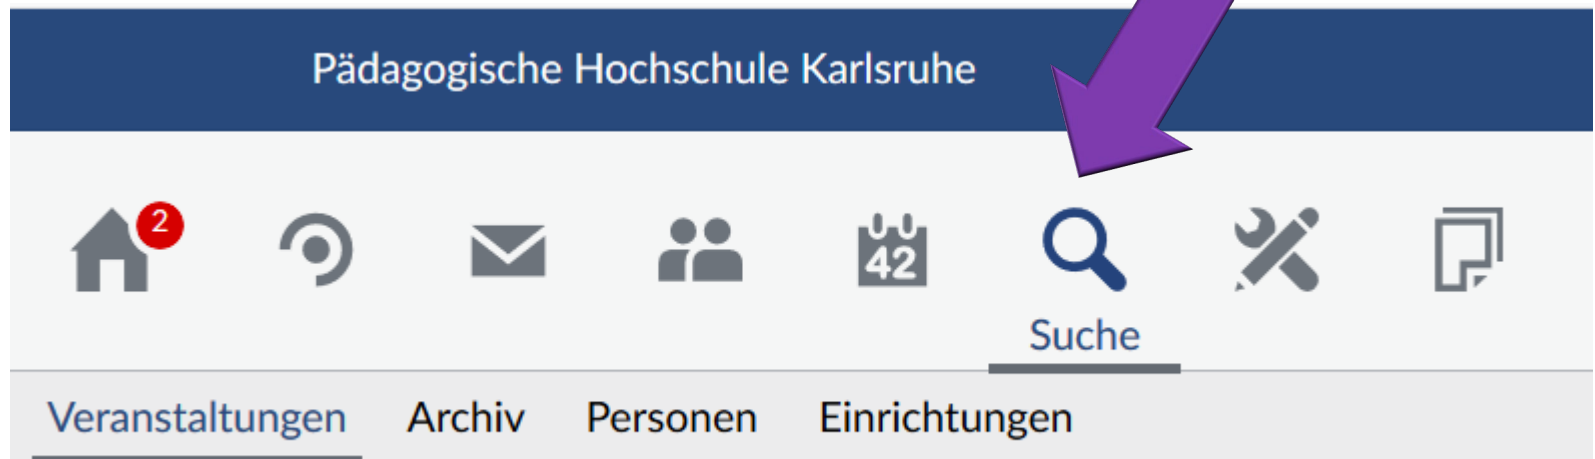 Pädagogische Hochschule Karlsruhe
2
42
Suche
Veranstaltungen Archiv Personen Einrichtungen